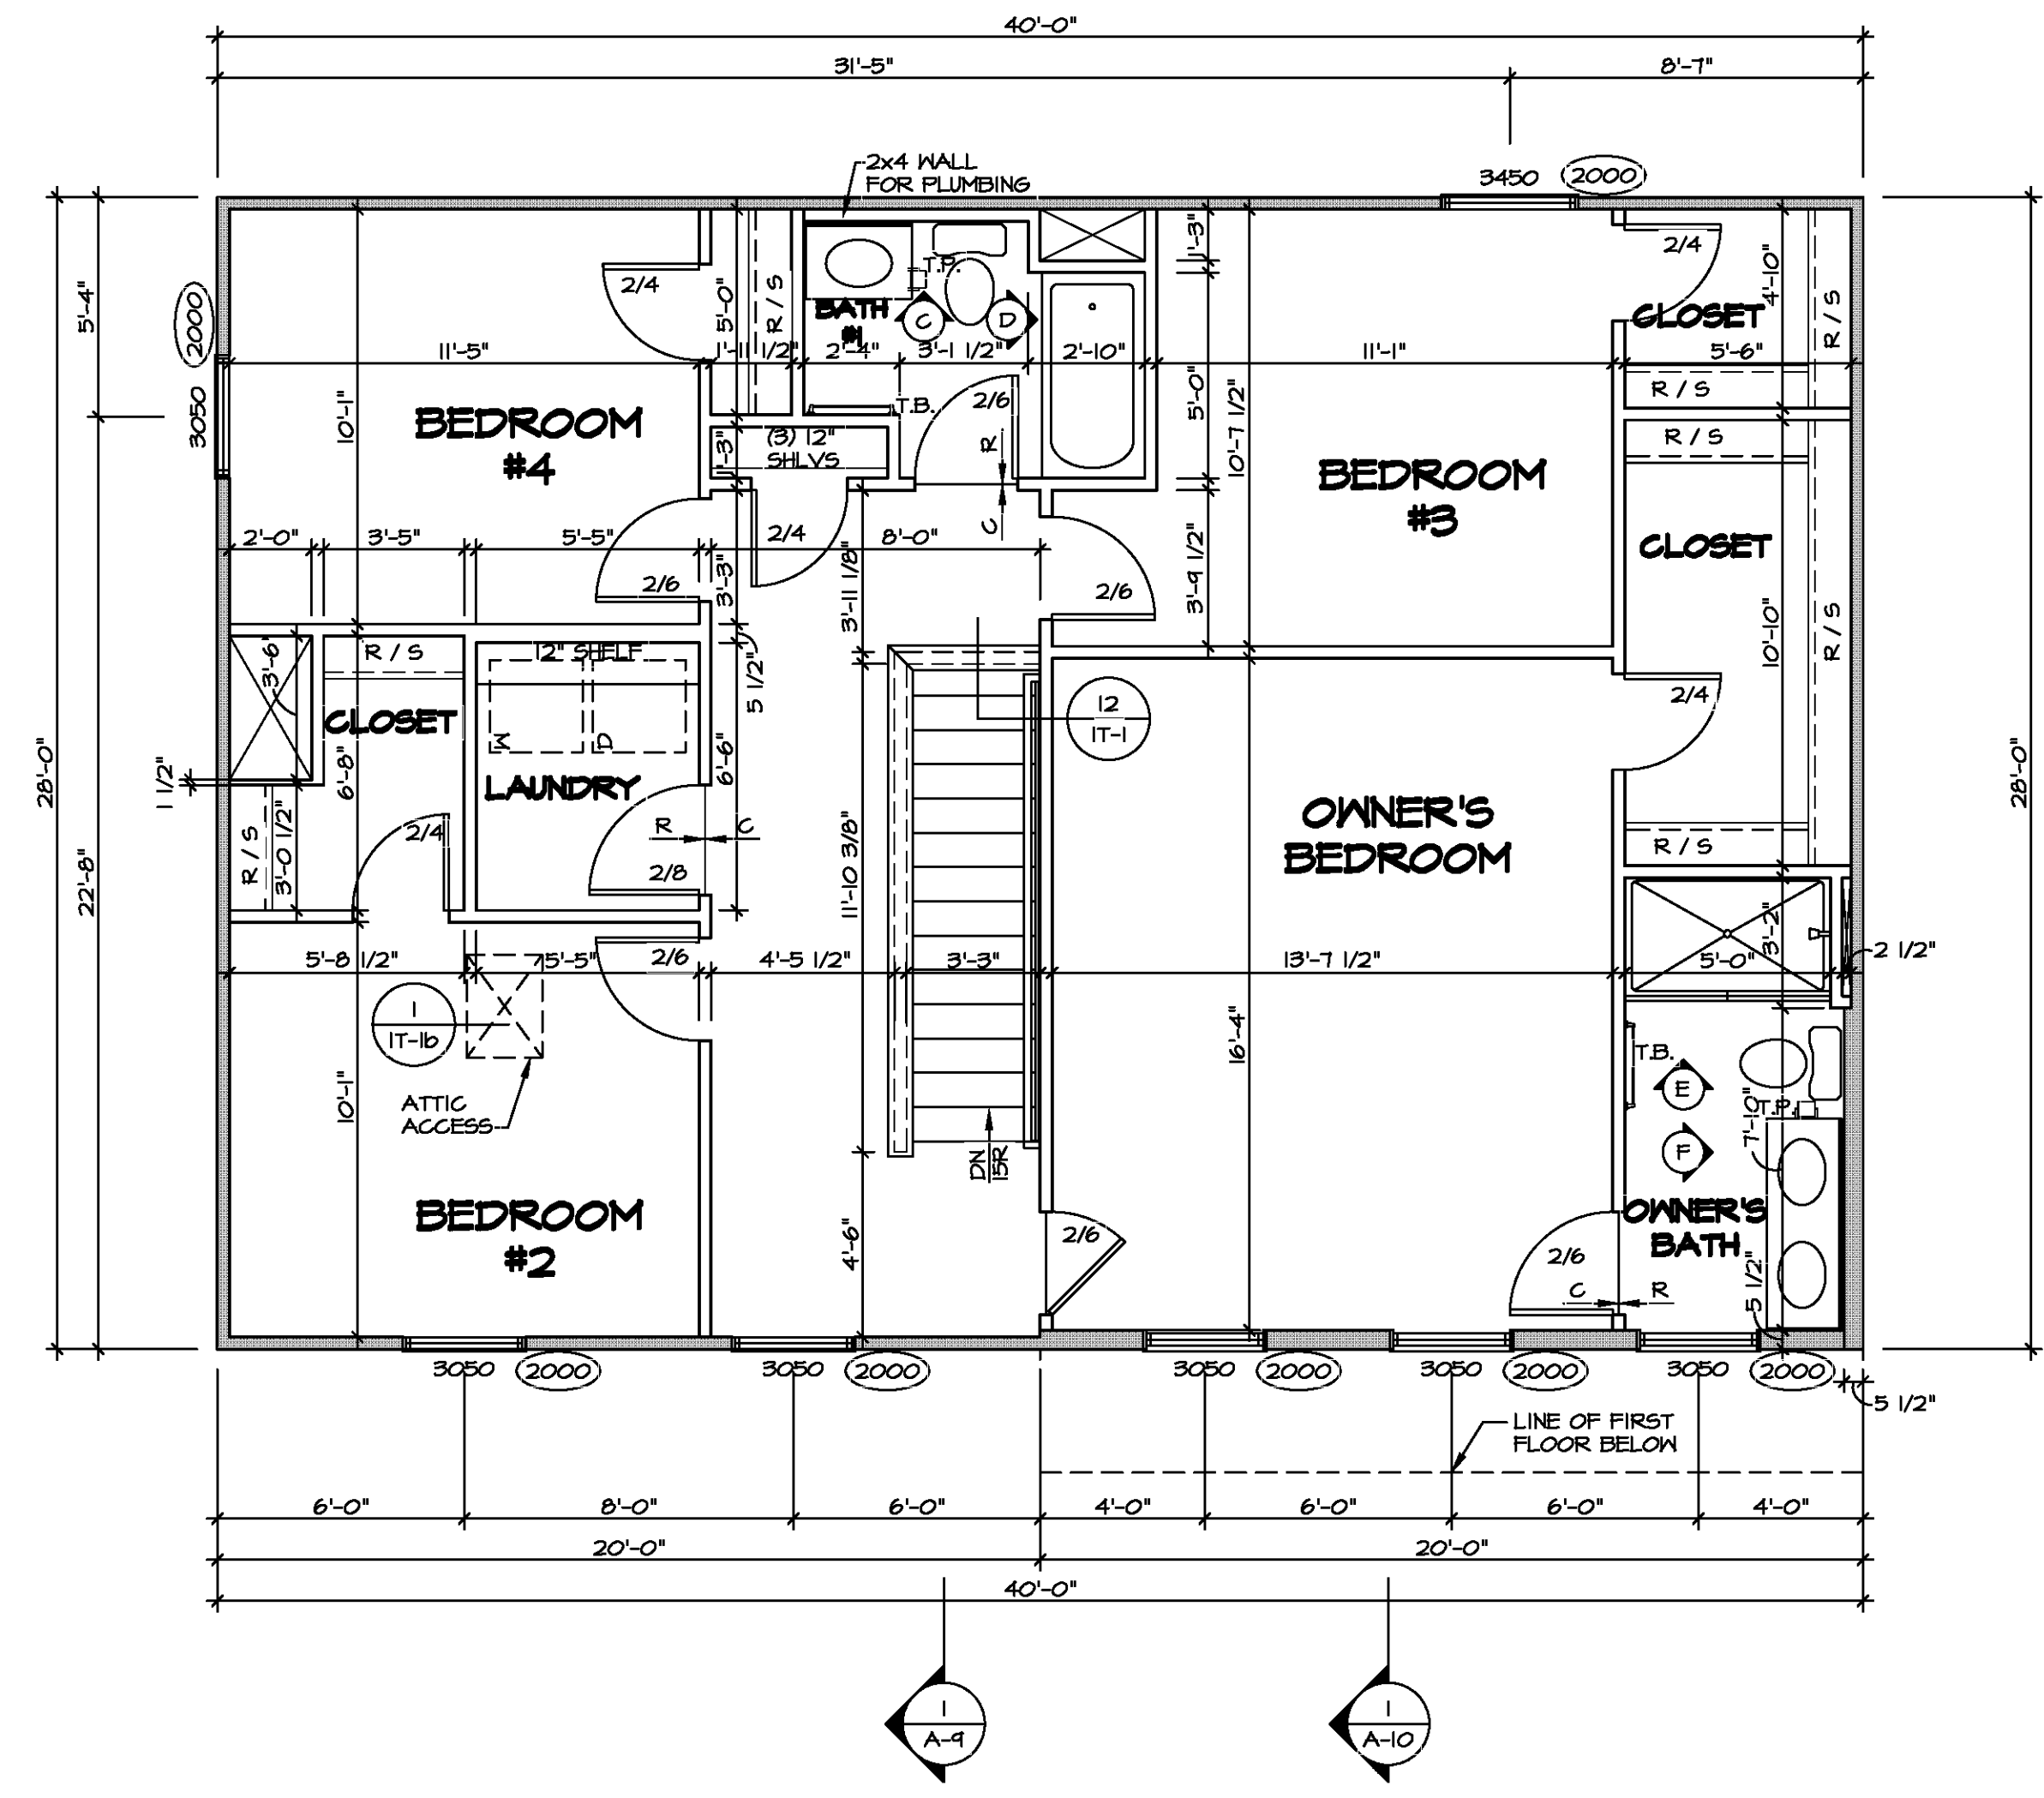 40'-0"
31'-5"
8'-7"
2x4 WALL
FOR PLUMBING
3450
2000
5'-4"
2000
3050
2/4
5'-0"
R / S
T.P.
BATH
#1
C
D
1'-3"
2/4
4'-10"
CLOSET
R / S
11'-5"
1'-11 1/2"
2'-4"
3'-1 1/2"
2'-10"
11'-1"
5'-6"
R / S
10'-1"
BEDROOM
#4
T.B.
2/6
R
5'-0"
10'-7 1/2"
(3) 12"
SHLVS
1'-3"
R / S
BEDROOM
#3
C
2'-0"
3'-5"
5'-5"
2/4
8'-0"
CLOSET
2/6
3'-3"
3'-11 1/8"
2/6
3'-9 1/2"
10'-10"
R / S
3'-6"
R / S
12" SHELF
5 1/2"
12
1T-1
2/4
CLOSET
W
D
28'-0"
1 1/2"
6'-8"
LAUNDRY
6'-6"
28'-0"
OWNER'S
BEDROOM
22'-8"
R / S
3'-0 1/2"
2/4
R
C
2/8
11'-10 3/8"
R / S
5'-8 1/2"
5'-5"
2/6
4'-5 1/2"
3'-3"
13'-7 1/2"
3'-2"
5'-0"
2 1/2"
1
1T-1b
X
16'-4"
T.B.
E
10'-1"
ATTIC
ACCESS
T.P.
7'-10"
F
DN
15R
BEDROOM
#2
4'-6"
2/6
2/6
OWNER'S
BATH
C
R
5 1/2"
3050
2000
3050
2000
3050
2000
3050
2000
3050
2000
5 1/2"
LINE OF FIRST
FLOOR BELOW
6'-0"
8'-0"
6'-0"
4'-0"
6'-0"
6'-0"
4'-0"
20'-0"
20'-0"
40'-0"
1
A-9
1
A-10